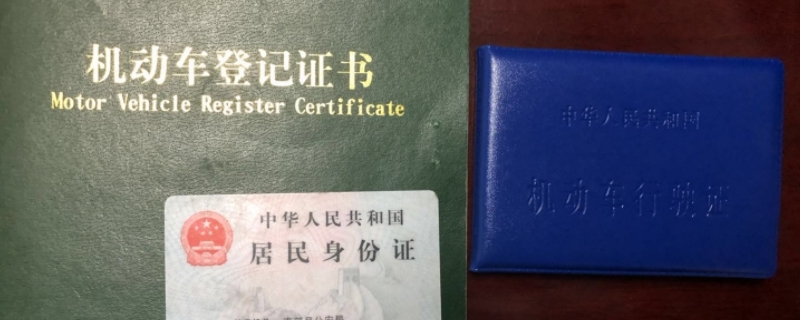 机动车登记证书
Motor Vehicle Register Certificate
中华人民共和国
居民身份证
中华人民共和国
机动车行驶证